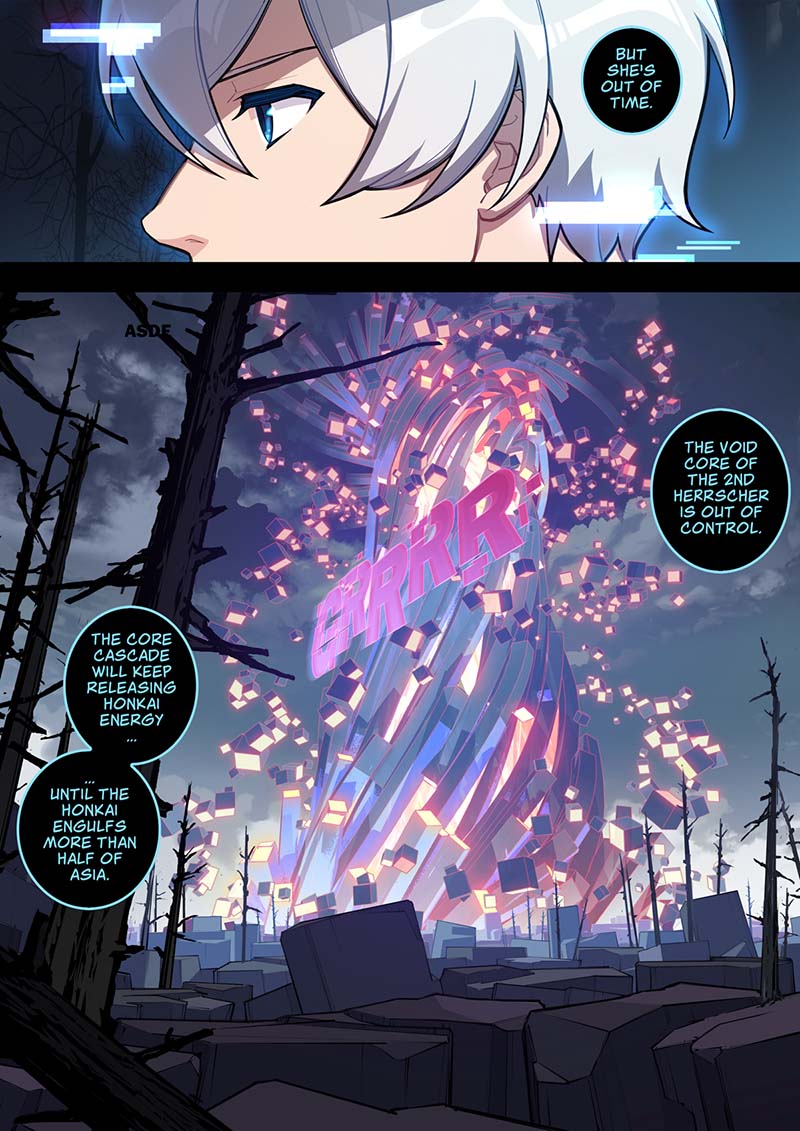 BUT
SHE'S
OUT OF
TIME.
ASDF
THE VOID
CORE OF
THE 2ND
HERRSCHER
IS OUT OF
CONTROL.
GRRRR
THE CORE
CASCADE
WILL KEEP
RELEASING
HONKAI
ENERGY
...
...
UNTIL THE
HONKAI
ENGULFS
MORE THAN
HALF OF
ASIA.